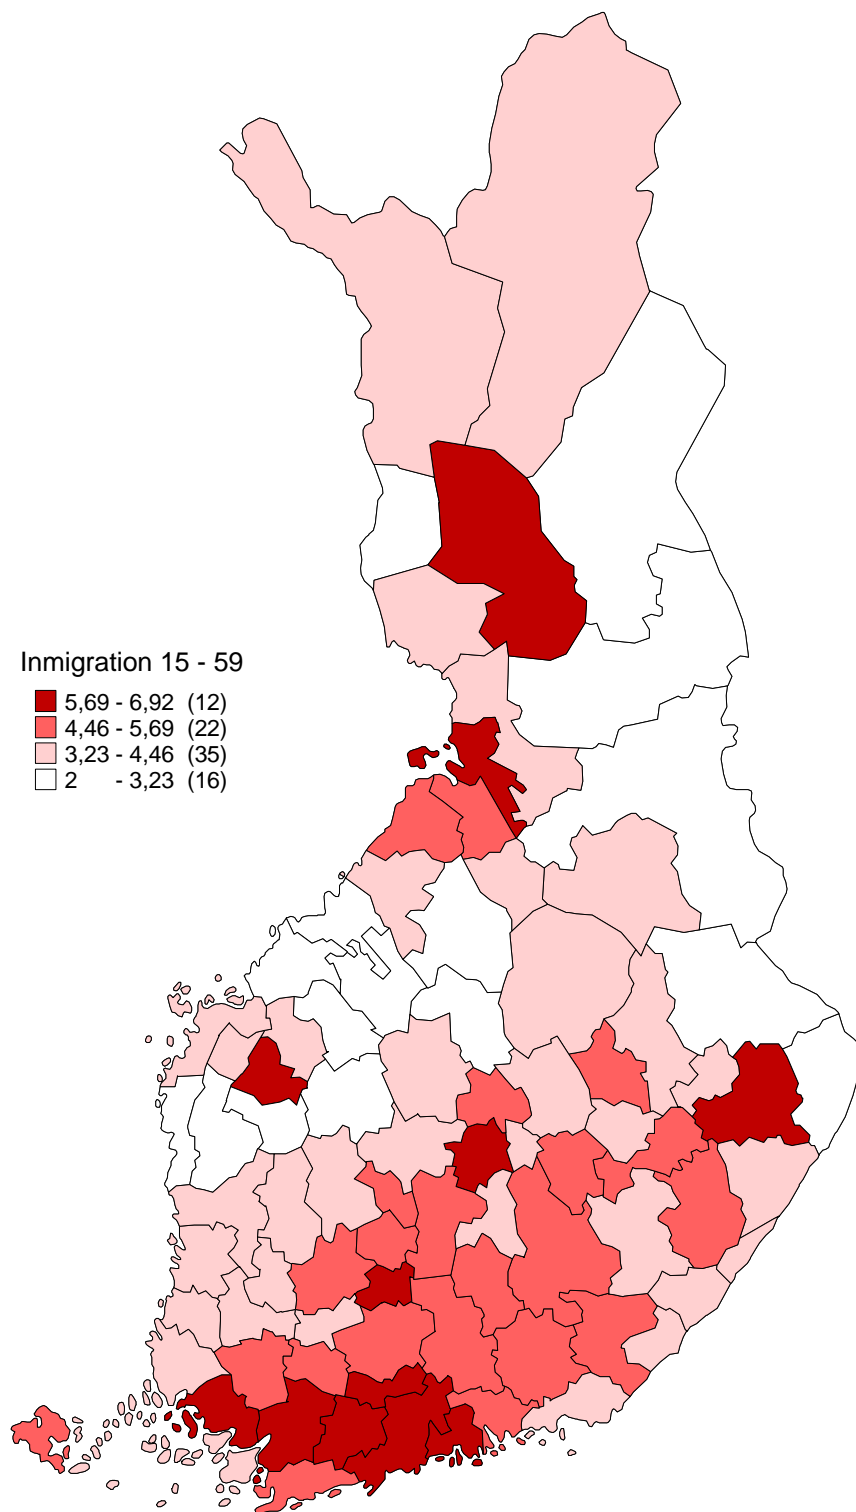 Inmigration 15 - 59
5,69 - 6,92 (12)
4,46 - 5,69 (22)
3,23 - 4,46 (35)
2 - 3,23 (16)